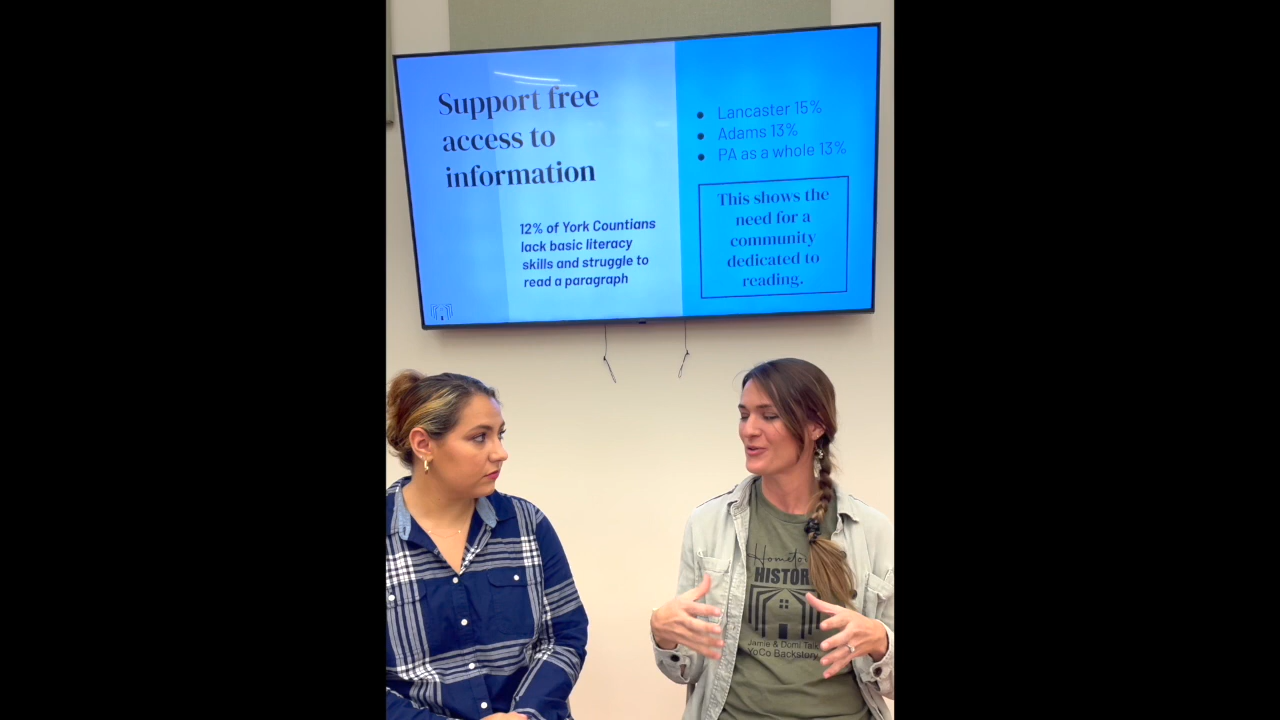 Support free
access to
information
12% of York Countians
lack basic literacy
skills and struggle to
read a paragraph
Lancaster 15%
Adams 13%
PA as a whole 13%
This shows the
need for a
community
dedicated to
reading.
HISTOR
Jamie & Domi Talk
YoCo Backstory